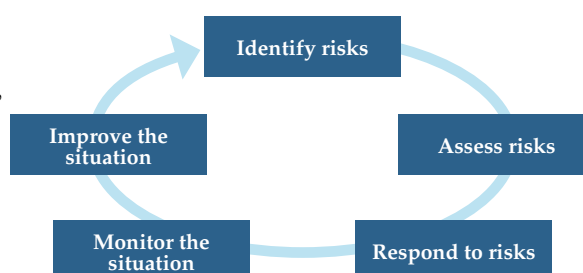 Identify risks
Assess risks
Respond to risks
Monitor the
situation
Improve the
situation